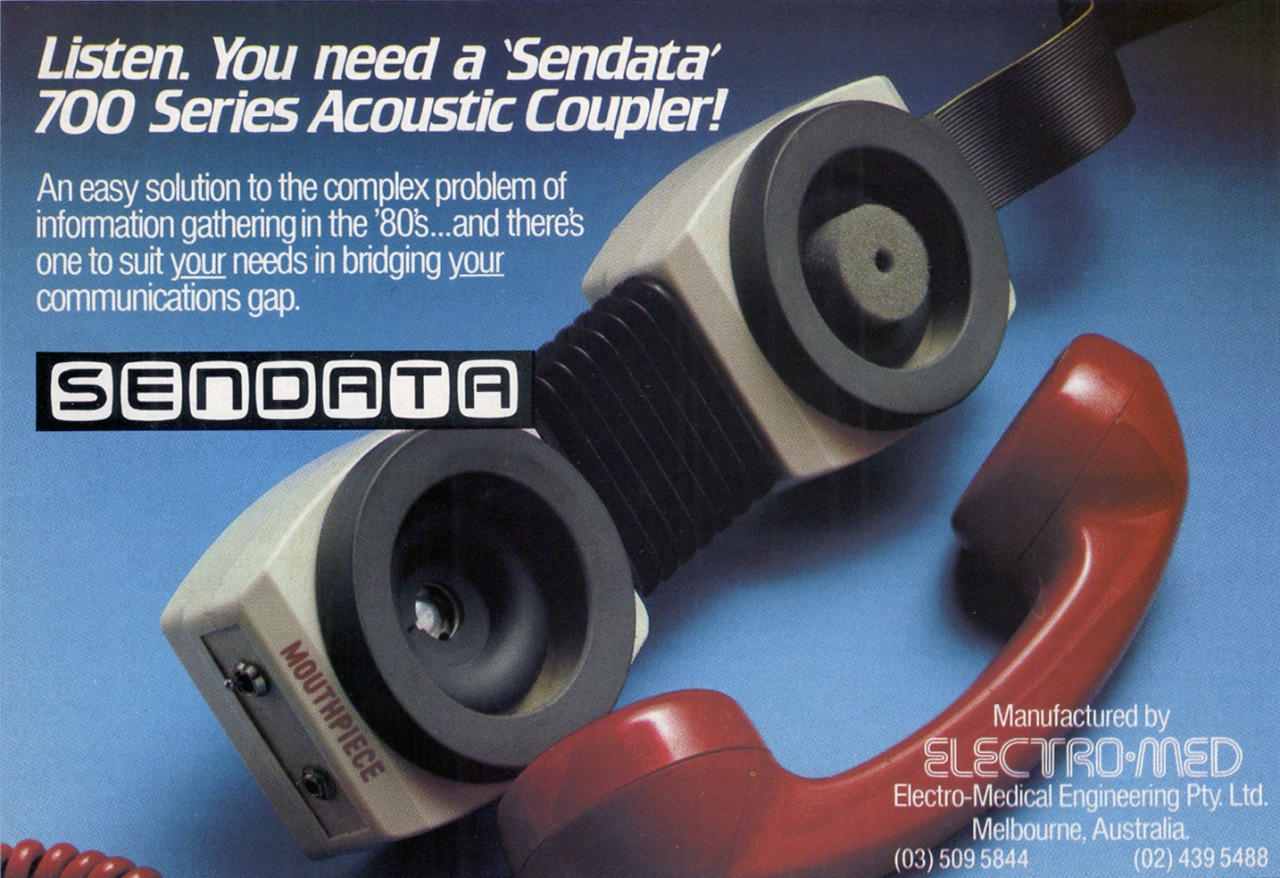 Listen. You need a ‘Sendata’
700 Series Acoustic Coupler!
An easy solution to the complex problem of
information gathering in the ’80’s...and there’s
one to suit your needs in bridging your
communications gap.
SENDATA
MOUTHPIECE
Manufactured by
ELECTRO·MED
Electro-Medical Engineering Pty. Ltd.
Melbourne, Australia.
(03) 509 5844 (02) 439 5488